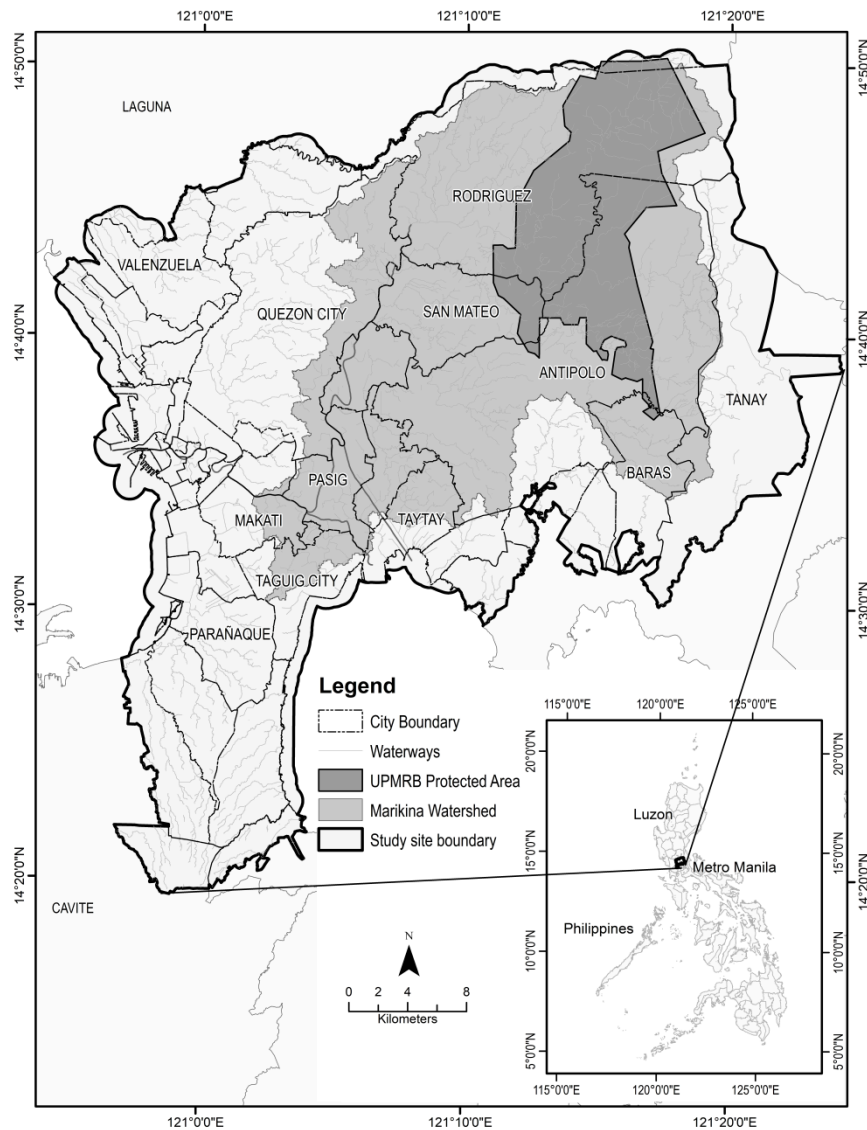 121°0'0"E 121°10'0"E 121°20'0"E
14°50'0"N 14°50'0"N
LAGUNA
RODRIGUEZ
VALENZUELA
QUEZON CITY SAN MATEO
14°40'0"N 14°40'0"N
ANTIPOLO
TANAY
PASIG BARAS
MAKATI TAYTAY
TAGUIG CITY
14°30'0"N 14°30'0"N
PARAÑAQUE
Legend
City Boundary
Waterways
UPMRB Protected Area
Marikina Watershed
Study site boundary
115°0'0"E 120°0'0"E 125°0'0"E
20°0'0"N 20°0'0"N
Luzon
15°0'0"N 15°0'0"N
Metro Manila
14°20'0"N 14°20'0"N
CAVITE
Philippines
10°0'0"N 10°0'0"N
5°0'0"N 5°0'0"N
115°0'0"E 120°0'0"E 125°0'0"E
N
0 4 8
Kilometers
121°0'0"E 121°10'0"E 121°20'0"E